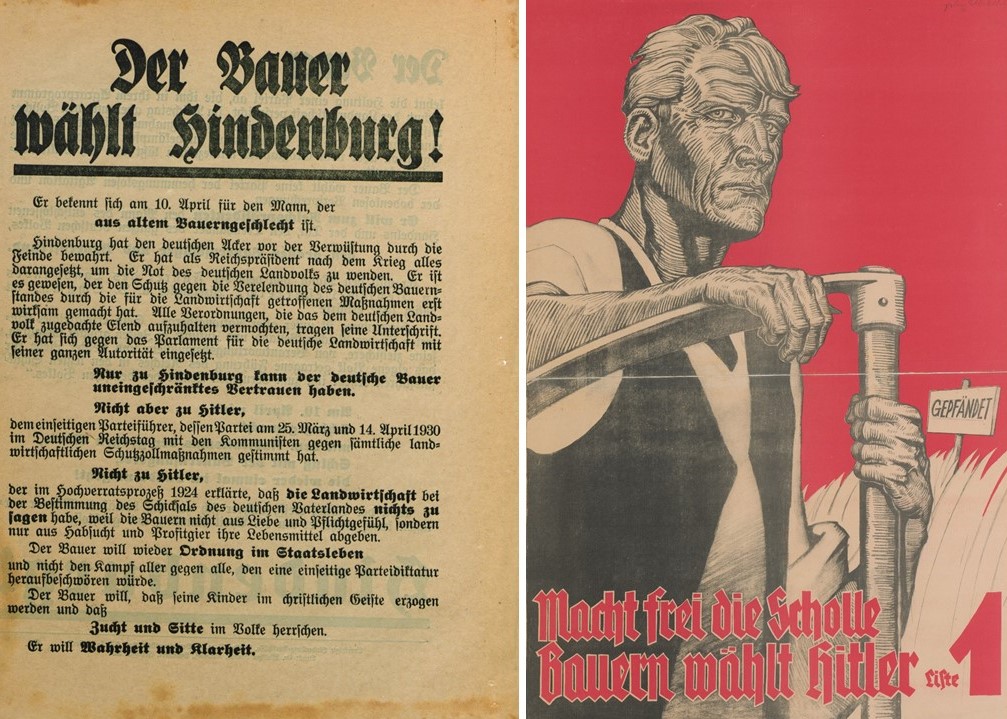 Der Bauer
wählt Hindenburg!
Er bekennt sich am 10. April für den Mann, der
aus altem Bauerngeschlecht ist.
Hindenburg hat den deutschen Acker vor der Verwüstung durch die
Feinde bewahrt. Er hat als Reichspräsident nach dem Krieg alles
darangesetzt, um die Not des deutschen Landvolks zu wenden. Er ist
es gewesen, der den Schutz gegen die Verelendung des deutschen Bauern-
standes durch die für die Landwirtschaft getroffenen Maßnahmen erst
wirksam gemacht hat. Alle Verordnungen, die das dem deutschen Land-
volk zugedachte Elend aufzuhalten vermochten, tragen seine Unterschrift.
Er hat sich gegen das Parlament für die deutsche Landwirtschaft mit
seiner ganzen Autorität eingesetzt.
Nur zu Hindenburg kann der deutsche Bauer
uneingeschränktes Vertrauen haben.
Nicht aber zu Hitler,
dem einseitigen Parteiführer, dessen Partei am 25. März und 14. April 1930
im Deutschen Reichstag mit den Kommunisten gegen sämtliche land-
wirtschaftlichen Schutzzollmaßnahmen gestimmt hat.
Nicht zu Hitler,
der im Hochverratsprozeß 1924 erklärte, daß die Landwirtschaft bei
der Bestimmung des Schicksals des deutschen Vaterlandes nichts zu
sagen habe, weil die Bauern nicht aus Liebe und Pflichtgefühl, sondern
nur aus Habsucht und Profitgier ihre Lebensmittel abgeben.
Der Bauer will wieder Ordnung im Staatsleben
und nicht den Kampf aller gegen alle, den eine einseitige Parteidiktatur
heraufbeschwören würde.
Der Bauer will, daß seine Kinder im christlichen Geiste erzogen
werden und daß
Zucht und Sitte im Volke herrschen.
Er will Wahrheit und Klarheit.
GEPFÄNDET
Macht frei die Scholle
Bauern wählt Hitler Liste 1